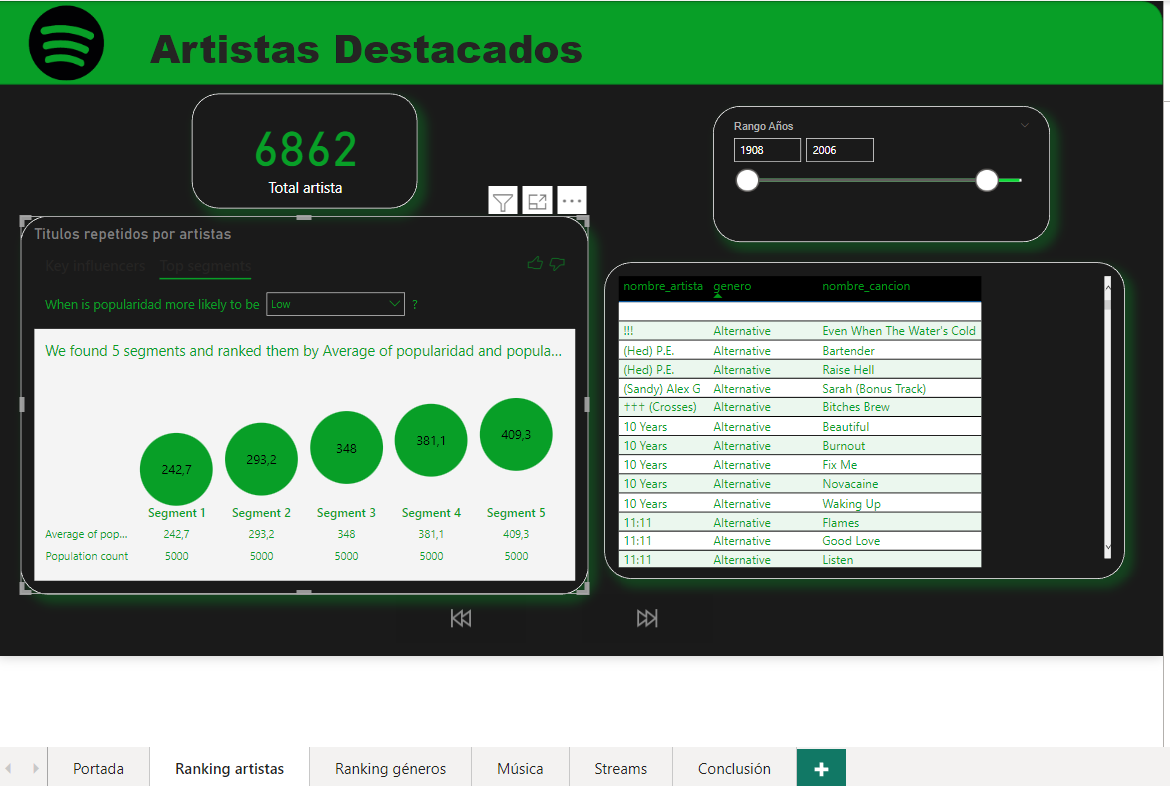 Artistas Destacados
6862
Total artista
Rango Años
1908 2006
Titulos repetidos por artistas
Key influencers Top segments
When is popularidad more likely to be Low ?
We found 5 segments and ranked them by Average of popularidad and popula...
242,7 293,2 348 381,1 409,3
Segment 1 Segment 2 Segment 3 Segment 4 Segment 5
Average of pop... 242,7 293,2 348 381,1 409,3
Population count 5000 5000 5000 5000 5000
nombre_artista genero nombre_cancion
!!! Alternative Even When The Water's Cold
(Hed) P.E. Alternative Bartender
(Hed) P.E. Alternative Raise Hell
(Sandy) Alex G Alternative Sarah (Bonus Track)
††† (Crosses) Alternative Bitches Brew
10 Years Alternative Beautiful
10 Years Alternative Burnout
10 Years Alternative Fix Me
10 Years Alternative Novacaine
10 Years Alternative Waking Up
11:11 Alternative Flames
11:11 Alternative Good Love
11:11 Alternative Listen
Portada Ranking artistas Ranking géneros Música Streams Conclusión